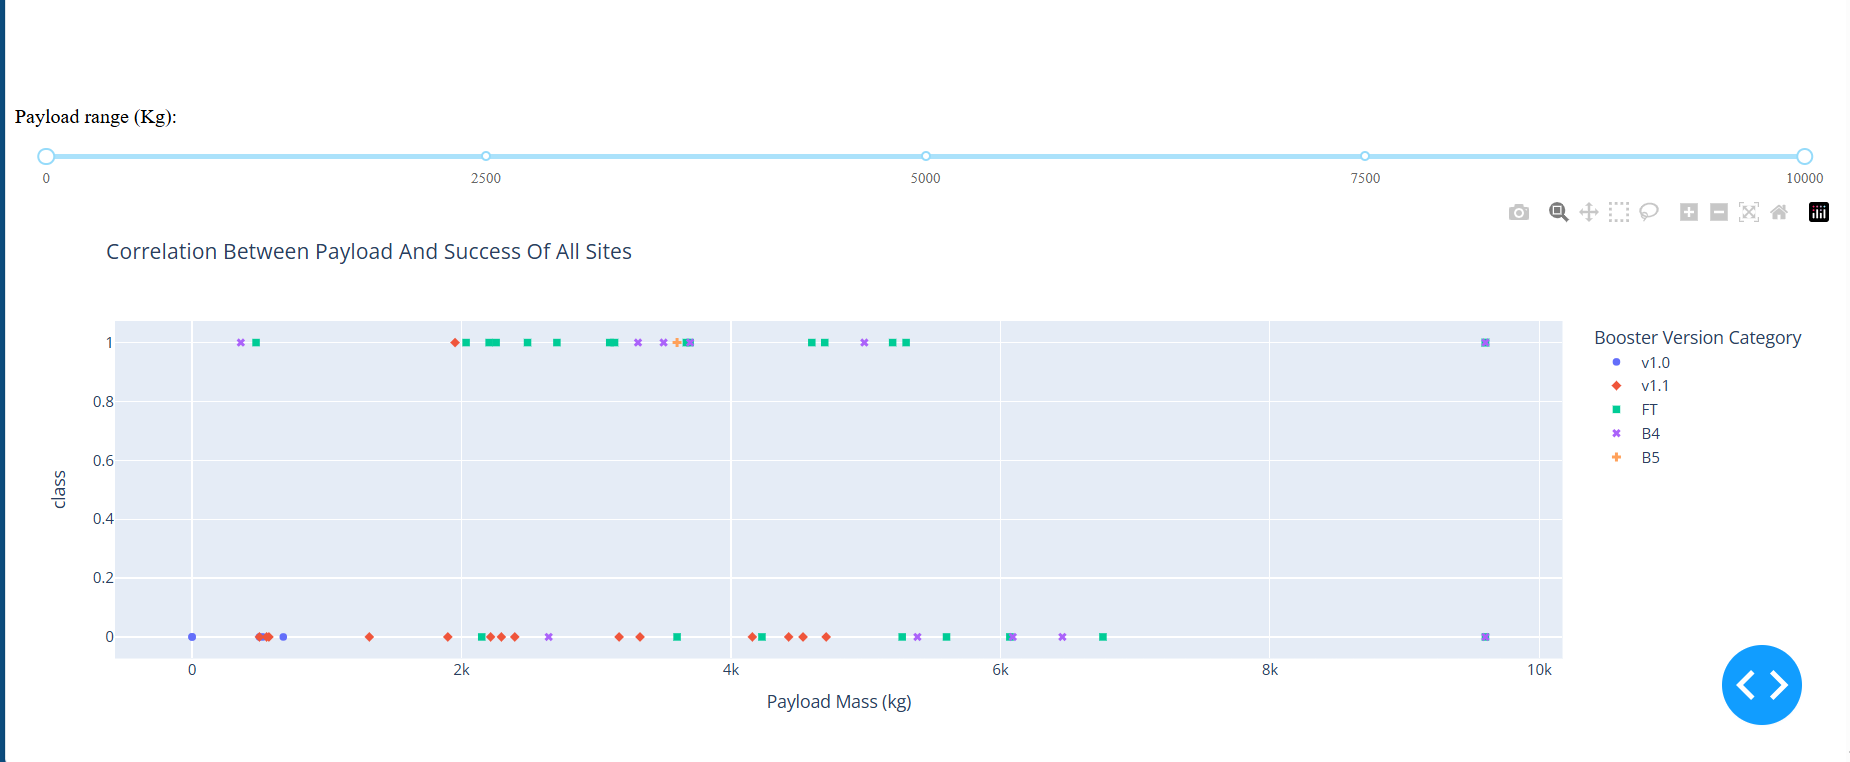 Payload range (Kg):
0 2500 5000 7500 10000
Correlation Between Payload And Success Of All Sites
1
0.8
0.6
0.4
0.2
0
class
0 2k 4k 6k 8k 10k
Payload Mass (kg)
Booster Version Category
v1.0
v1.1
FT
B4
B5